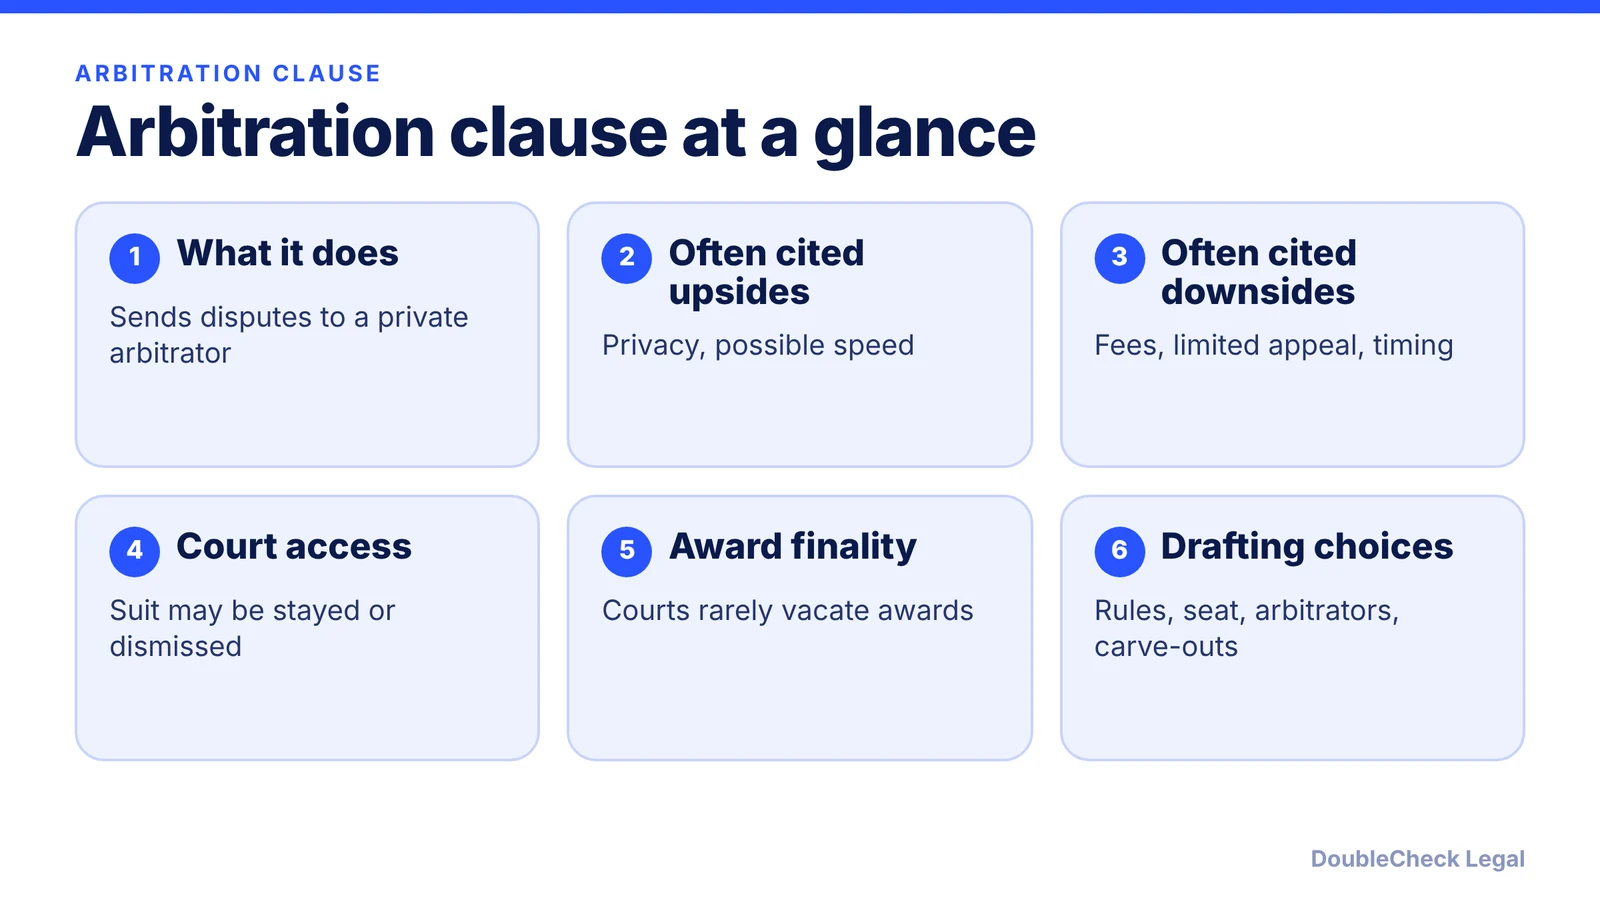 ARBITRATION CLAUSE
Arbitration clause at a glance
1 What it does
Sends disputes to a private
arbitrator
2 Often cited
upsides
Privacy, possible speed
3 Often cited
downsides
Fees, limited appeal, timing
4 Court access
Suit may be stayed or
dismissed
5 Award finality
Courts rarely vacate awards
6 Drafting choices
Rules, seat, arbitrators,
carve-outs
DoubleCheck Legal